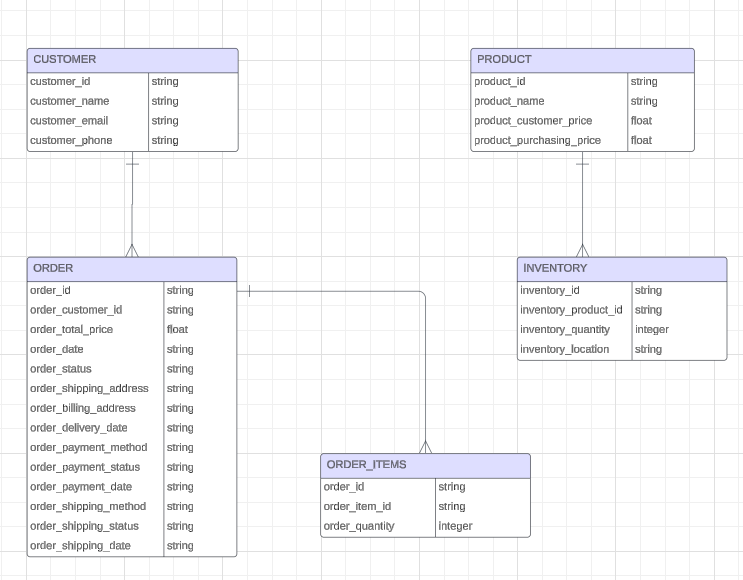 CUSTOMER
customer_id string
customer_name string
customer_email string
customer_phone string
PRODUCT
product_id string
product_name string
product_customer_price float
product_purchasing_price float
ORDER
order_id string
order_customer_id string
order_total_price float
order_date string
order_status string
order_shipping_address string
order_billing_address string
order_delivery_date string
order_payment_method string
order_payment_status string
order_payment_date string
order_shipping_method string
order_shipping_status string
order_shipping_date string
INVENTORY
inventory_id string
inventory_product_id string
inventory_quantity integer
inventory_location string
ORDER_ITEMS
order_id string
order_item_id string
order_quantity integer